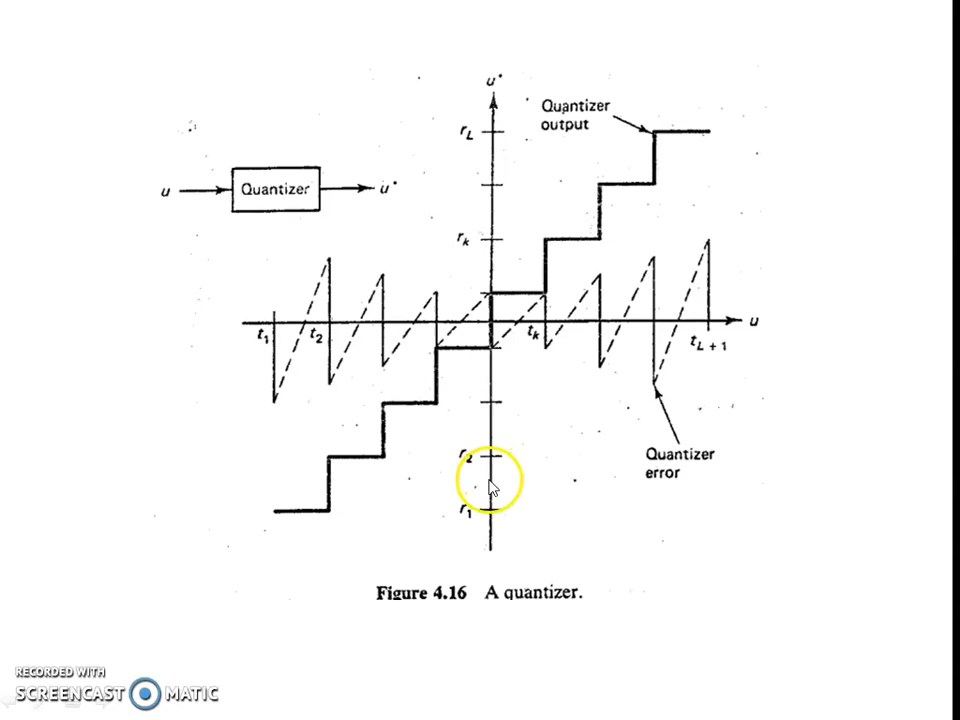 u*
Quantizer
output
r_L
u
Quantizer
u*
r_k
t_1
t_2
t_k
u
t_L + 1
r_2
Quantizer
error
r_1
Figure 4.16 A quantizer.
RECORDED WITH
SCREENCAST MATIC